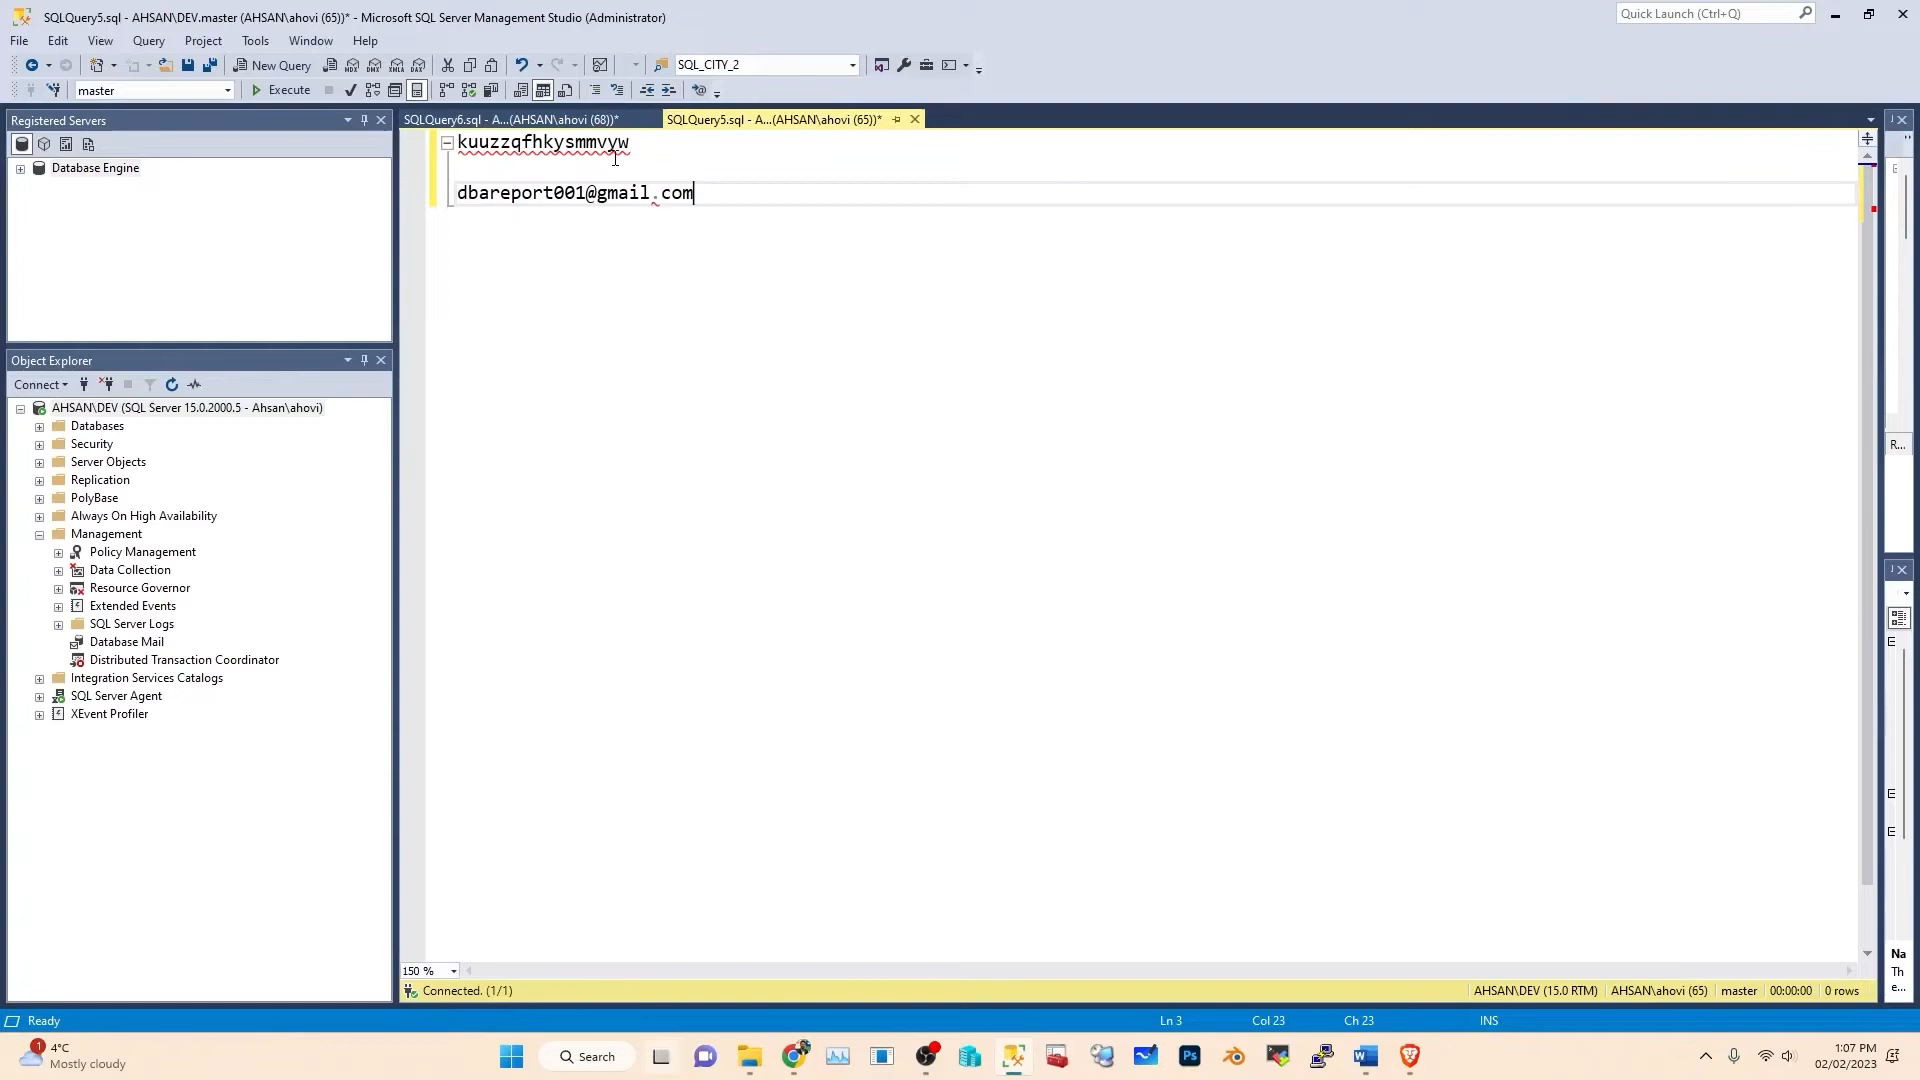 SQLQuery5.sql - AHSAN\DEV.master (AHSAN\ahovi (65))* - Microsoft SQL Server Management Studio (Administrator)
Quick Launch (Ctrl+Q)
File Edit View Query Project Tools Window Help
New Query
SQL_CITY_2
master
Execute
Registered Servers
SQLQuery6.sql - A...(AHSAN\ahovi (68))*
SQLQuery5.sql - A...(AHSAN\ahovi (65))*
Database Engine
kuuzzqfhkysmmvyw
dbareport001@gmail.com
Object Explorer
Connect
AHSAN\DEV (SQL Server 15.0.2000.5 - Ahsan\ahovi)
Databases
Security
Server Objects
Replication
PolyBase
Always On High Availability
Management
Policy Management
Data Collection
Resource Governor
Extended Events
SQL Server Logs
Database Mail
Distributed Transaction Coordinator
Integration Services Catalogs
SQL Server Agent
XEvent Profiler
R...
Na
Th
e...
150 %
Connected. (1/1)
AHSAN\DEV (15.0 RTM) AHSAN\ahovi (65) master 00:00:00 0 rows
Ready
Ln 3 Col 23 Ch 23 INS
1
4°C
Mostly cloudy
Search
Ps
1:07 PM
02/02/2023